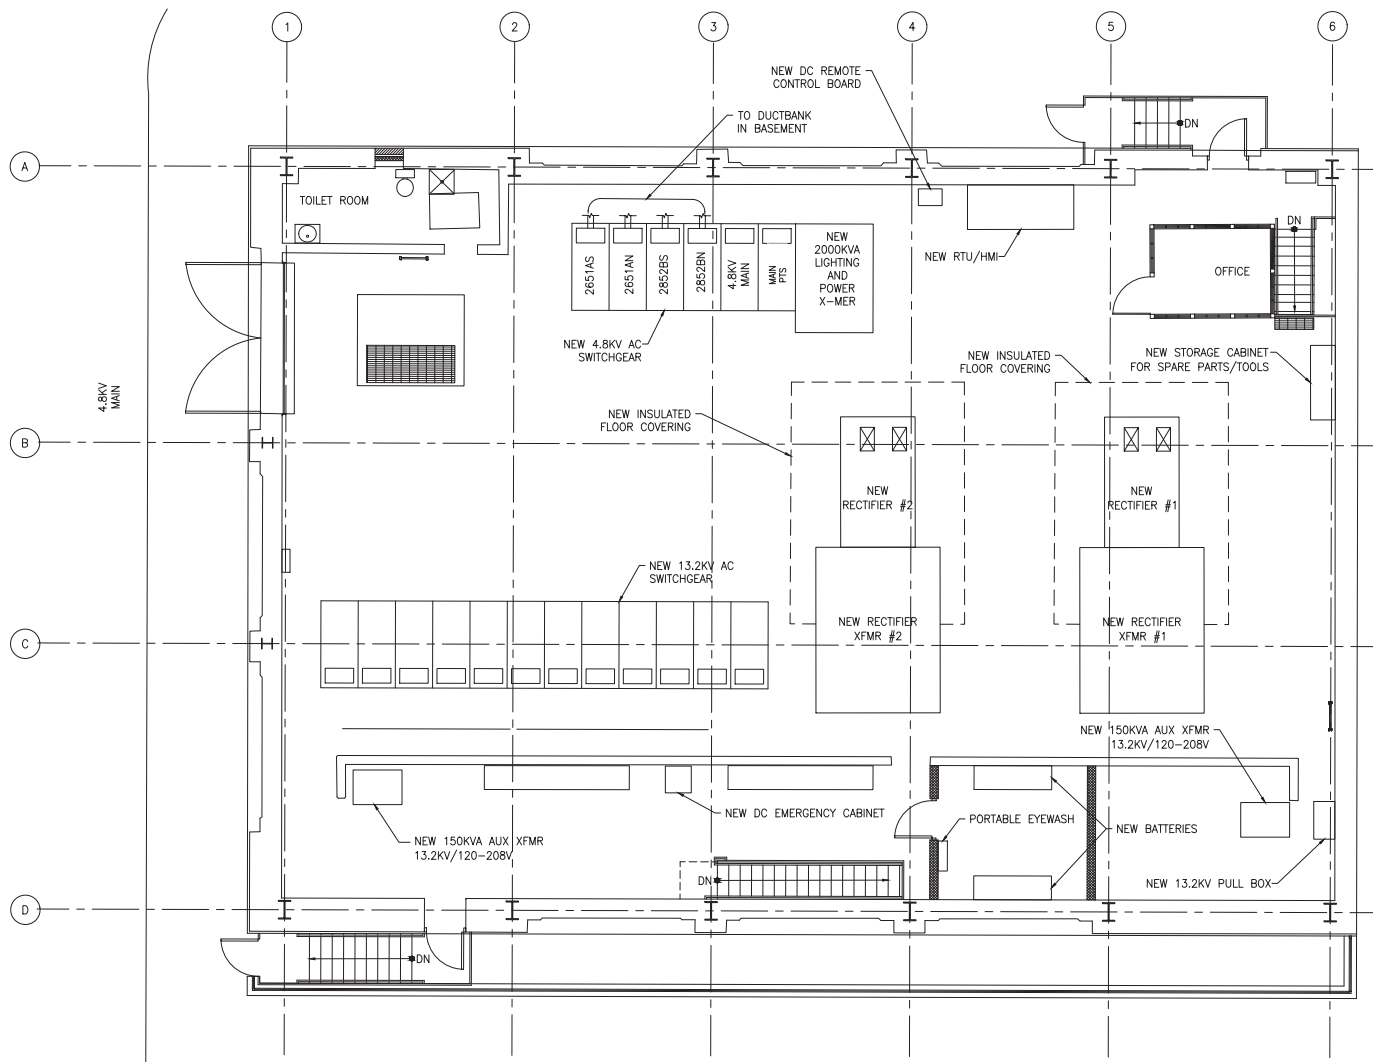 1
2
3
4
5
6
NEW DC REMOTE
CONTROL BOARD
TO DUCTBANK
IN BASEMENT
DN
A
TOILET ROOM
DN
2651AS
2651AN
2852BS
2852BN
4.8KV
MAIN
MAIN
PTS
NEW
2000KVA
LIGHTING
AND
POWER
X-MER
NEW RTU/HMI
OFFICE
NEW 4.8KV AC
SWITCHGEAR
NEW INSULATED
FLOOR COVERING
NEW STORAGE CABINET
FOR SPARE PARTS/TOOLS
4.8KV
MAIN
NEW INSULATED
FLOOR COVERING
B
NEW
RECTIFIER #2
NEW
RECTIFIER #1
NEW 13.2KV AC
SWITCHGEAR
NEW RECTIFIER
XFMR #2
NEW RECTIFIER
XFMR #1
C
NEW 150KVA AUX XFMR
13.2KV/120-208V
NEW DC EMERGENCY CABINET
PORTABLE EYEWASH
NEW BATTERIES
NEW 150KVA AUX XFMR
13.2KV/120-208V
DN
NEW 13.2KV PULL BOX
D
DN